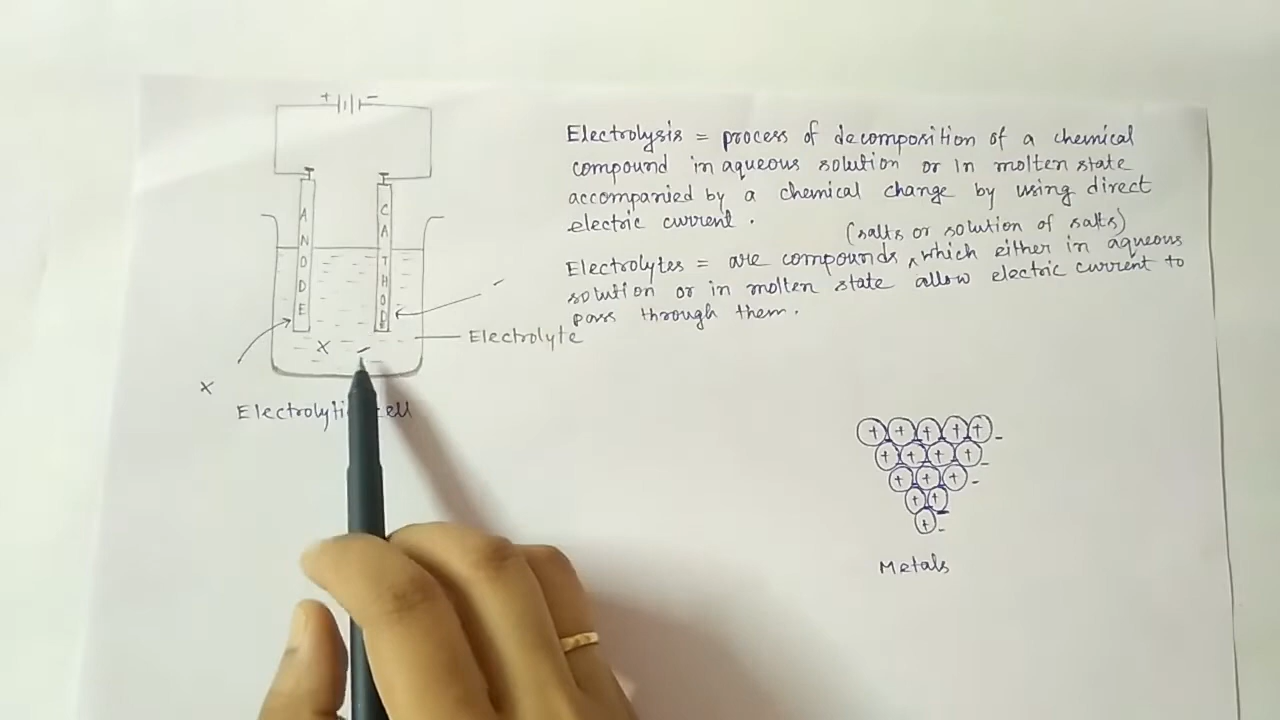 + -
ANODE
CATHODE
x -
-
x
Electrolyte
Electrolytic cell
Electrolysis = process of decomposition of a chemical
compound in aqueous solution or in molten state
accompanied by a chemical change by using direct
electric current.
(salts or solution of salts)
Electrolytes = are compounds ‸ which either in aqueous
solution or in molten state allow electric current to
pass through them.
+ + + + + -
+ + + + -
+ + + -
+ + -
+ -
Metals